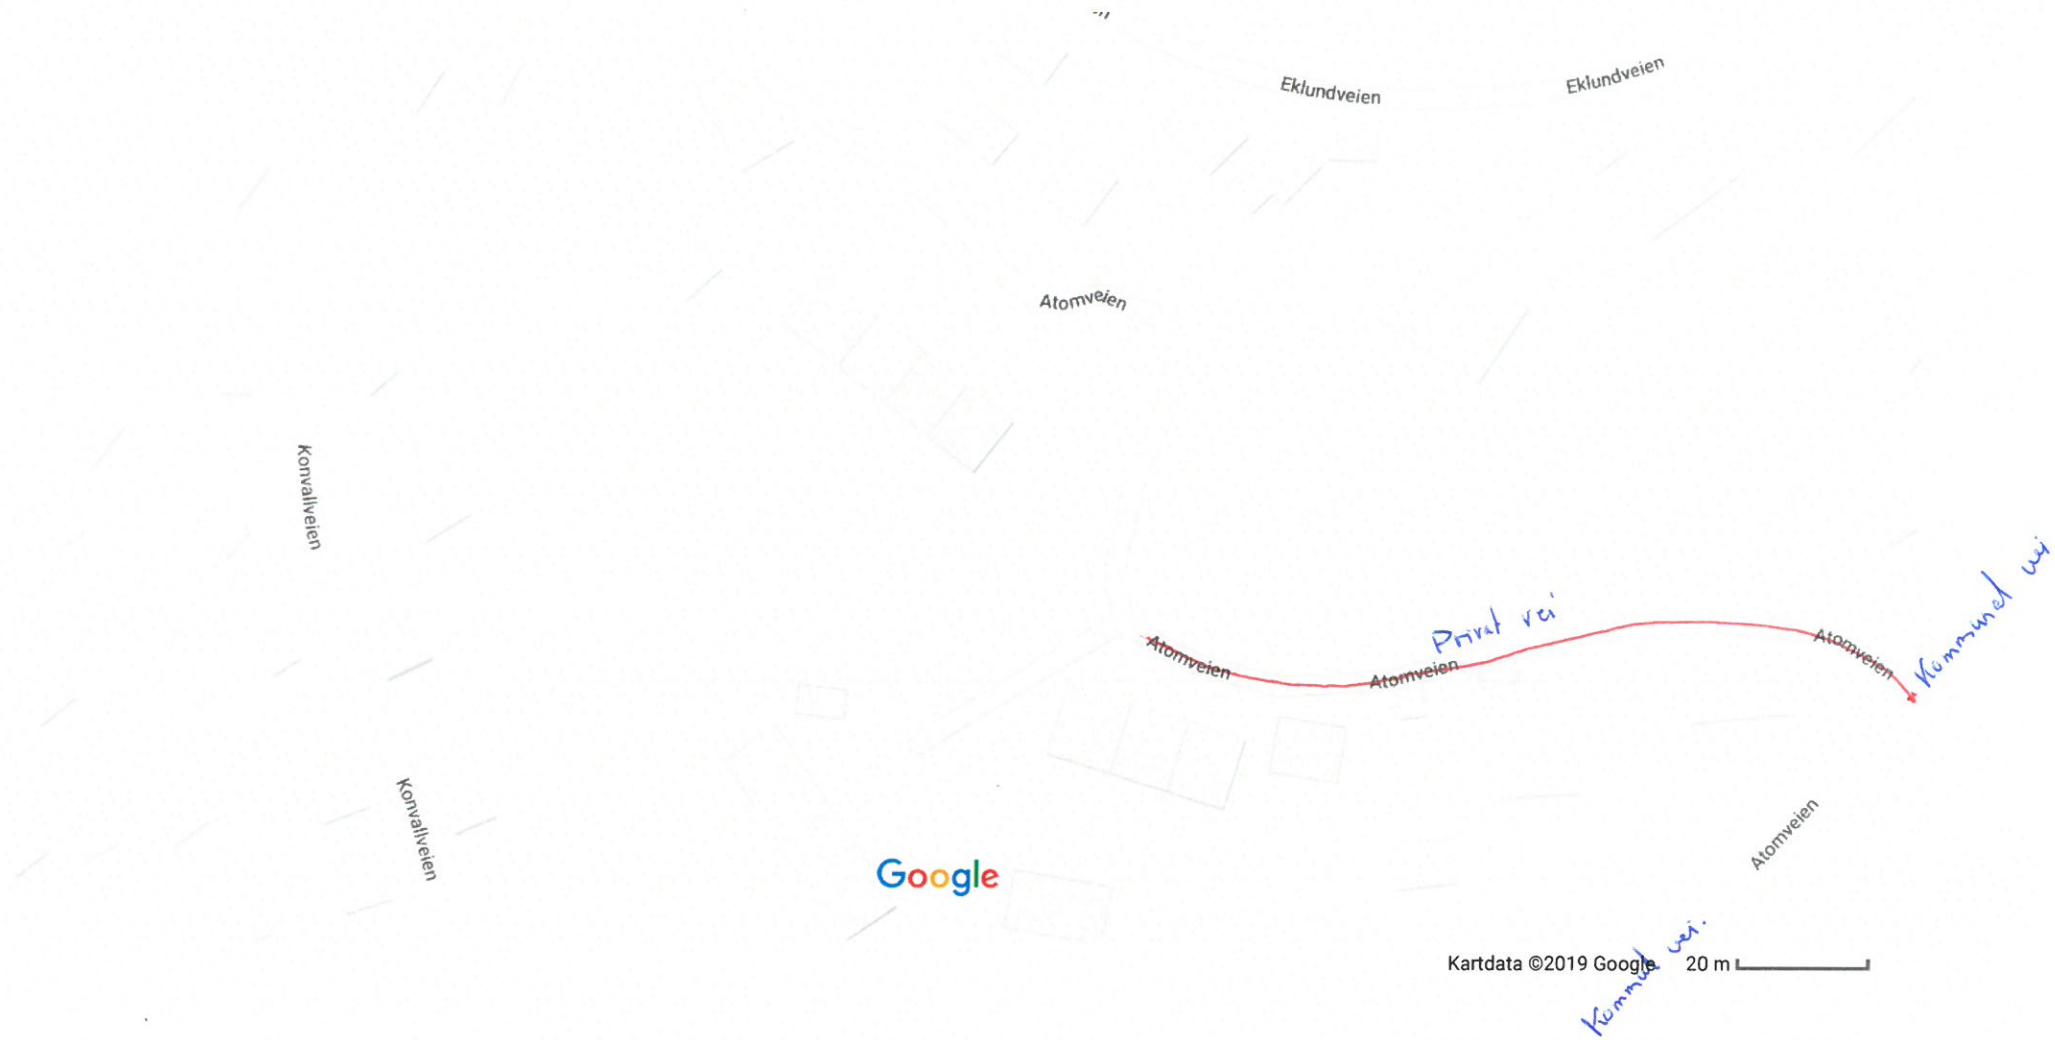 Eklundveien
Eklundveien
Atomveien
Konvallveien
Privat vei
Kommunal vei
Atomveien
Atomveien
Atomveien
Konvallveien
Atomveien
Google
vei.
Kartdata ©2019 Google 20 m